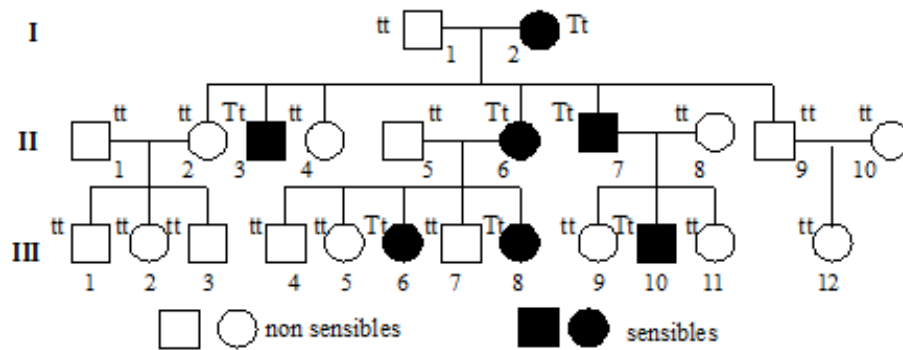 I tt 1 2 Tt
tt tt Tt tt Tt Tt tt tt tt
II 1 2 3 4 5 6 7 8 9 10
tt tt tt tt tt Tt tt Tt tt Tt tt tt
III 1 2 3 4 5 6 7 8 9 10 11 12
non sensibles sensibles